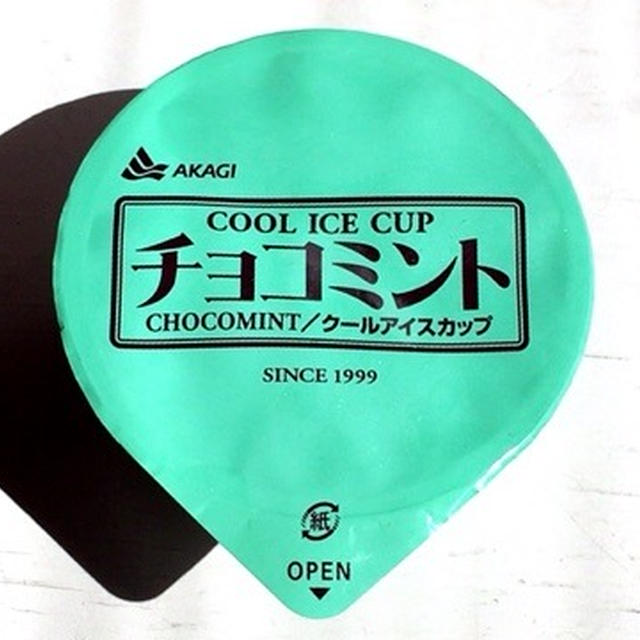 AKAGI
COOL ICE CUP
チョコミント
CHOCOMINT/クールアイスカップ
SINCE 1999
紙
OPEN